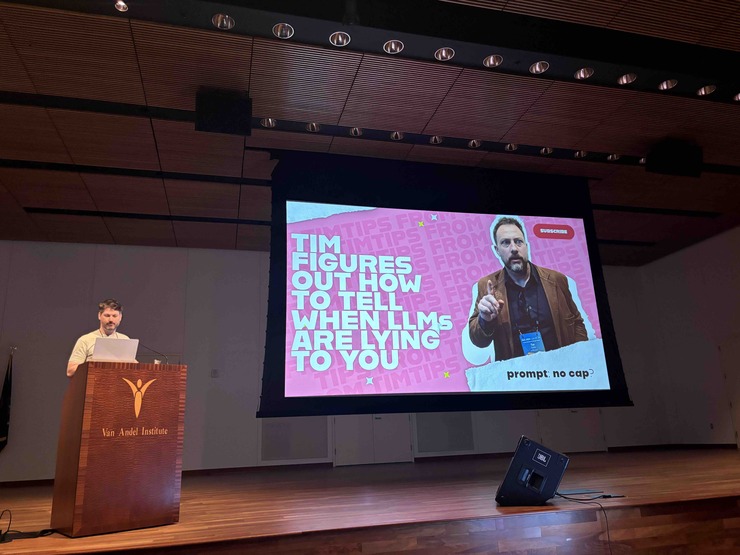 TIM
FIGURES
OUT HOW
TO TELL
WHEN LLMs
ARE LYING
TO YOU
SUBSCRIBE
prompt: no cap?
Van Andel Institute
JBL